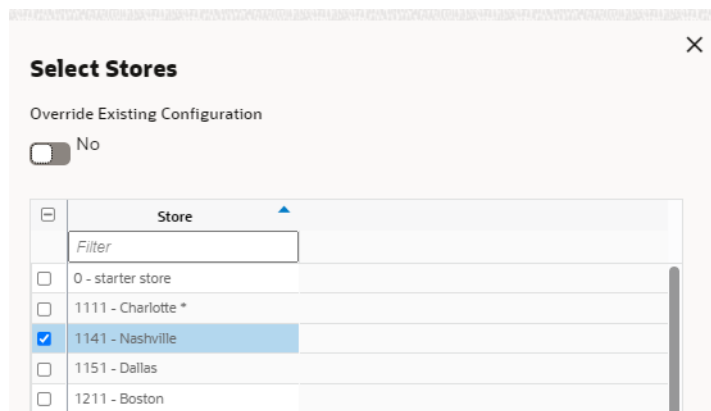 Select Stores
Override Existing Configuration
No
Store
Filter
0 - starter store
1111 - Charlotte *
1141 - Nashville
1151 - Dallas
1211 - Boston